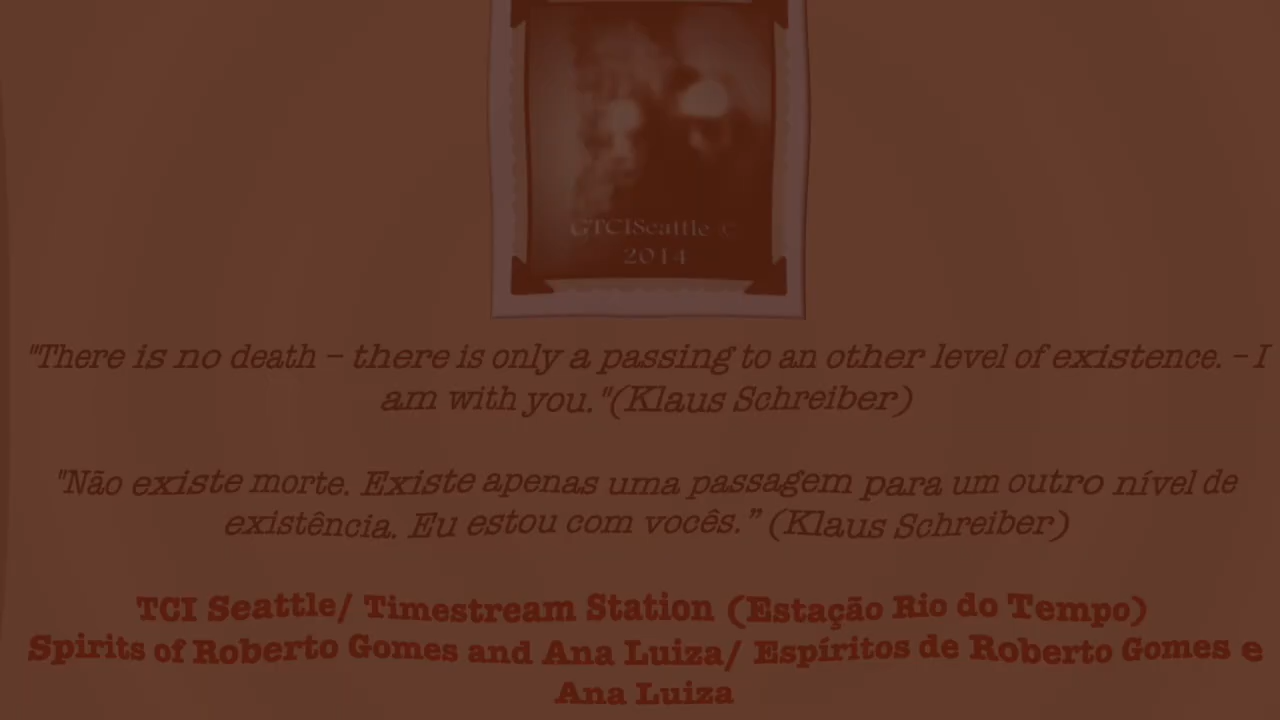 GTCISeattle ©
2014
"There is no death – there is only a passing to an other level of existence. – I
am with you."(Klaus Schreiber)
"Não existe morte. Existe apenas uma passagem para um outro nível de
existência. Eu estou com vocês.” (Klaus Schreiber)
TCI Seattle/ Timestream Station (Estação Rio do Tempo)
Spirits of Roberto Gomes and Ana Luiza/ Espíritos de Roberto Gomes e
Ana Luiza